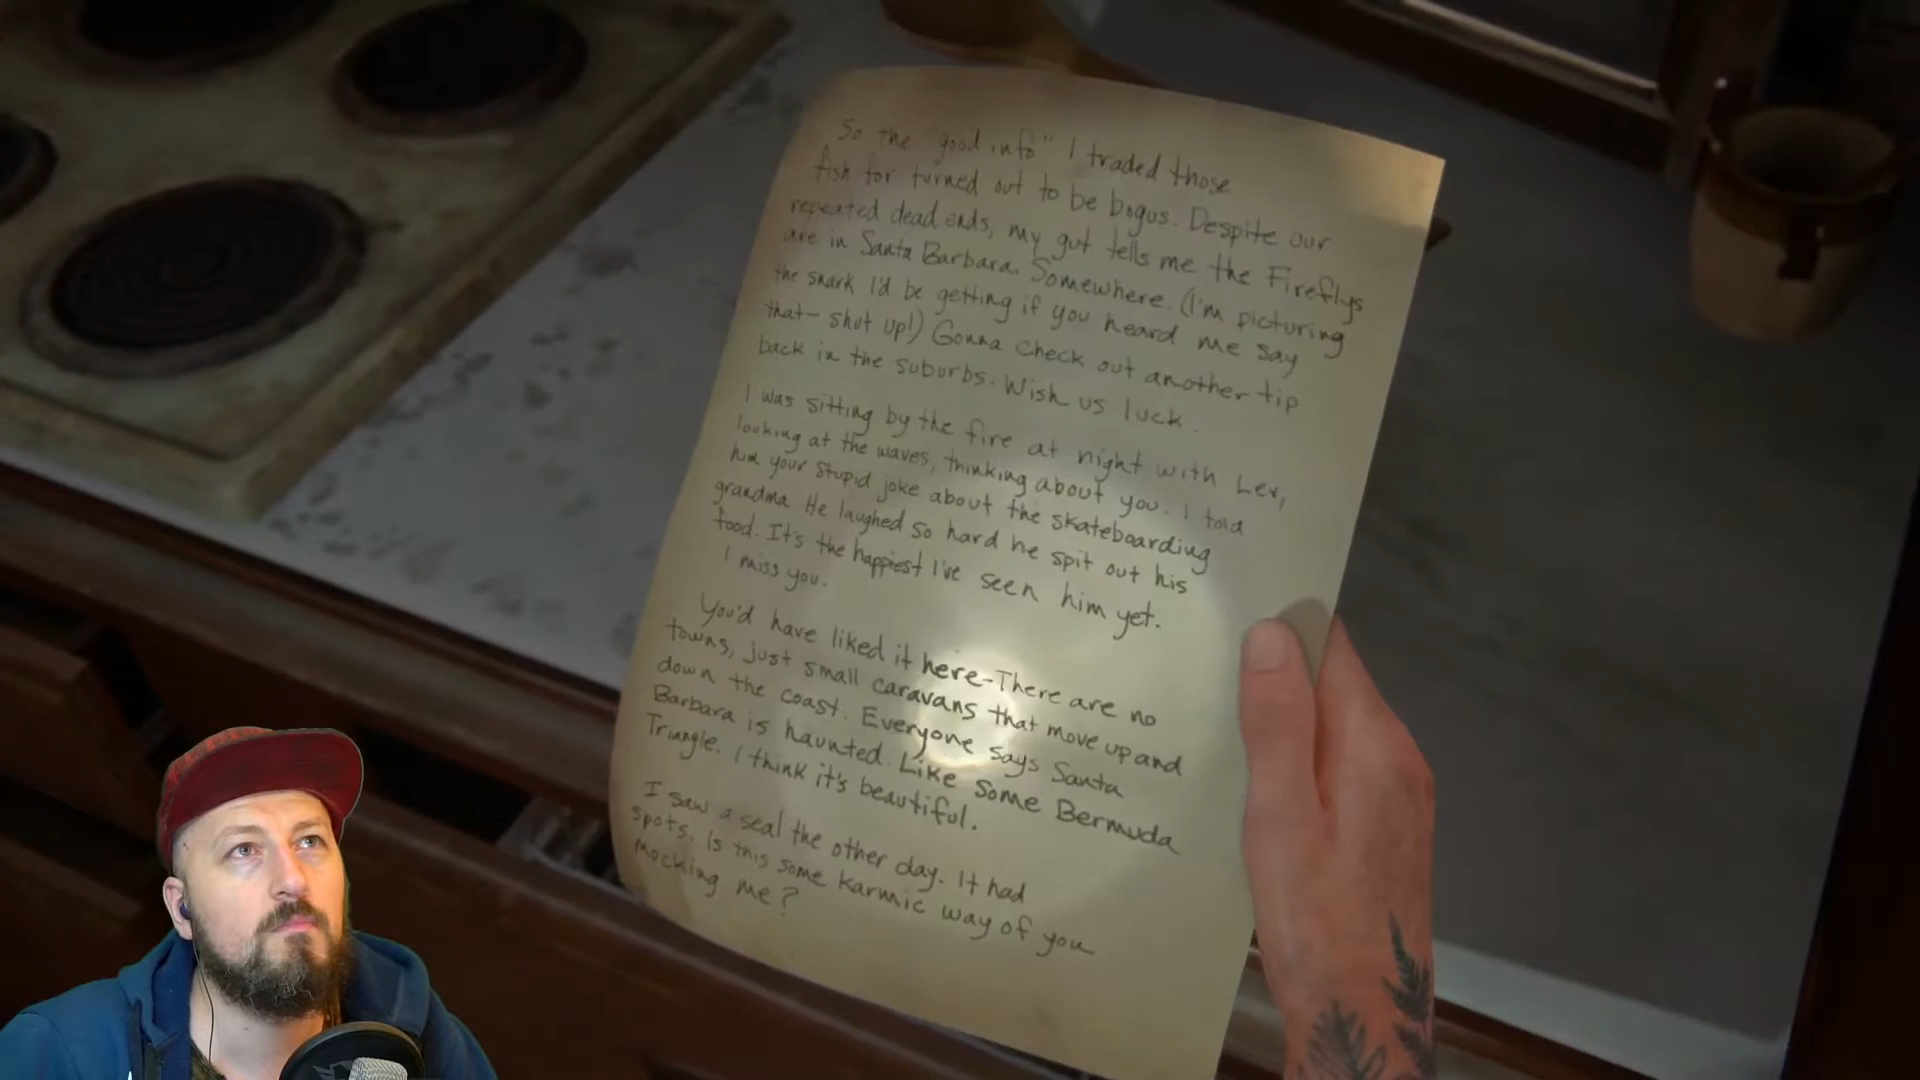 So the "good info" I traded those
fish for turned out to be bogus. Despite our
repeated dead ends, my gut tells me the Fireflys
are in Santa Barbara. Somewhere. (I'm picturing
the snark I'd be getting if you heard me say
that- shut up!) Gonna check out another tip
back in the suburbs. Wish us luck.
I was sitting by the fire at night with Lev,
looking at the waves, thinking about you. I told
him your stupid joke about the skateboarding
grandma. He laughed so hard he spit out his
food. It's the happiest I've seen him yet.
I miss you.
You'd have liked it here-There are no
towns, just small caravans that move up and
down the coast. Everyone says Santa
Barbara is haunted. Like some Bermuda
Triangle. I think it's beautiful.
I saw a seal the other day. It had
spots. Is this some karmic way of you
mocking me?